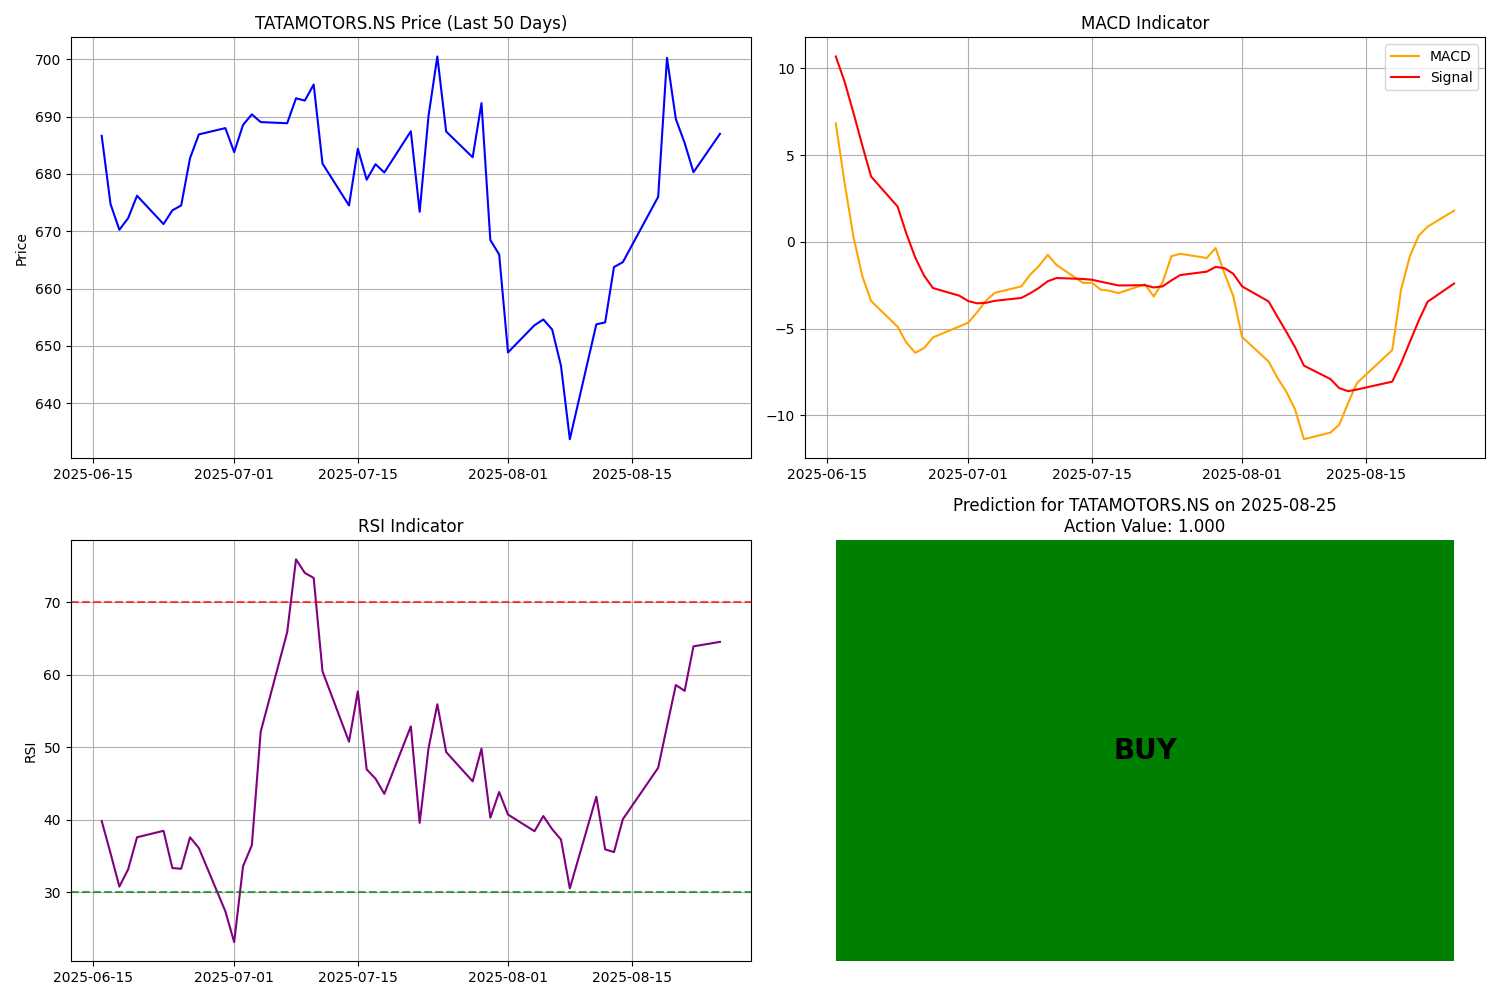 TATAMOTORS.NS Price (Last 50 Days)
Price
700
690
680
670
660
650
640
2025-06-15 2025-07-01 2025-07-15 2025-08-01 2025-08-15
MACD Indicator
MACD
Signal
10
5
0
−5
−10
2025-06-15 2025-07-01 2025-07-15 2025-08-01 2025-08-15
RSI Indicator
RSI
70
60
50
40
30
2025-06-15 2025-07-01 2025-07-15 2025-08-01 2025-08-15
Prediction for TATAMOTORS.NS on 2025-08-25
Action Value: 1.000
BUY